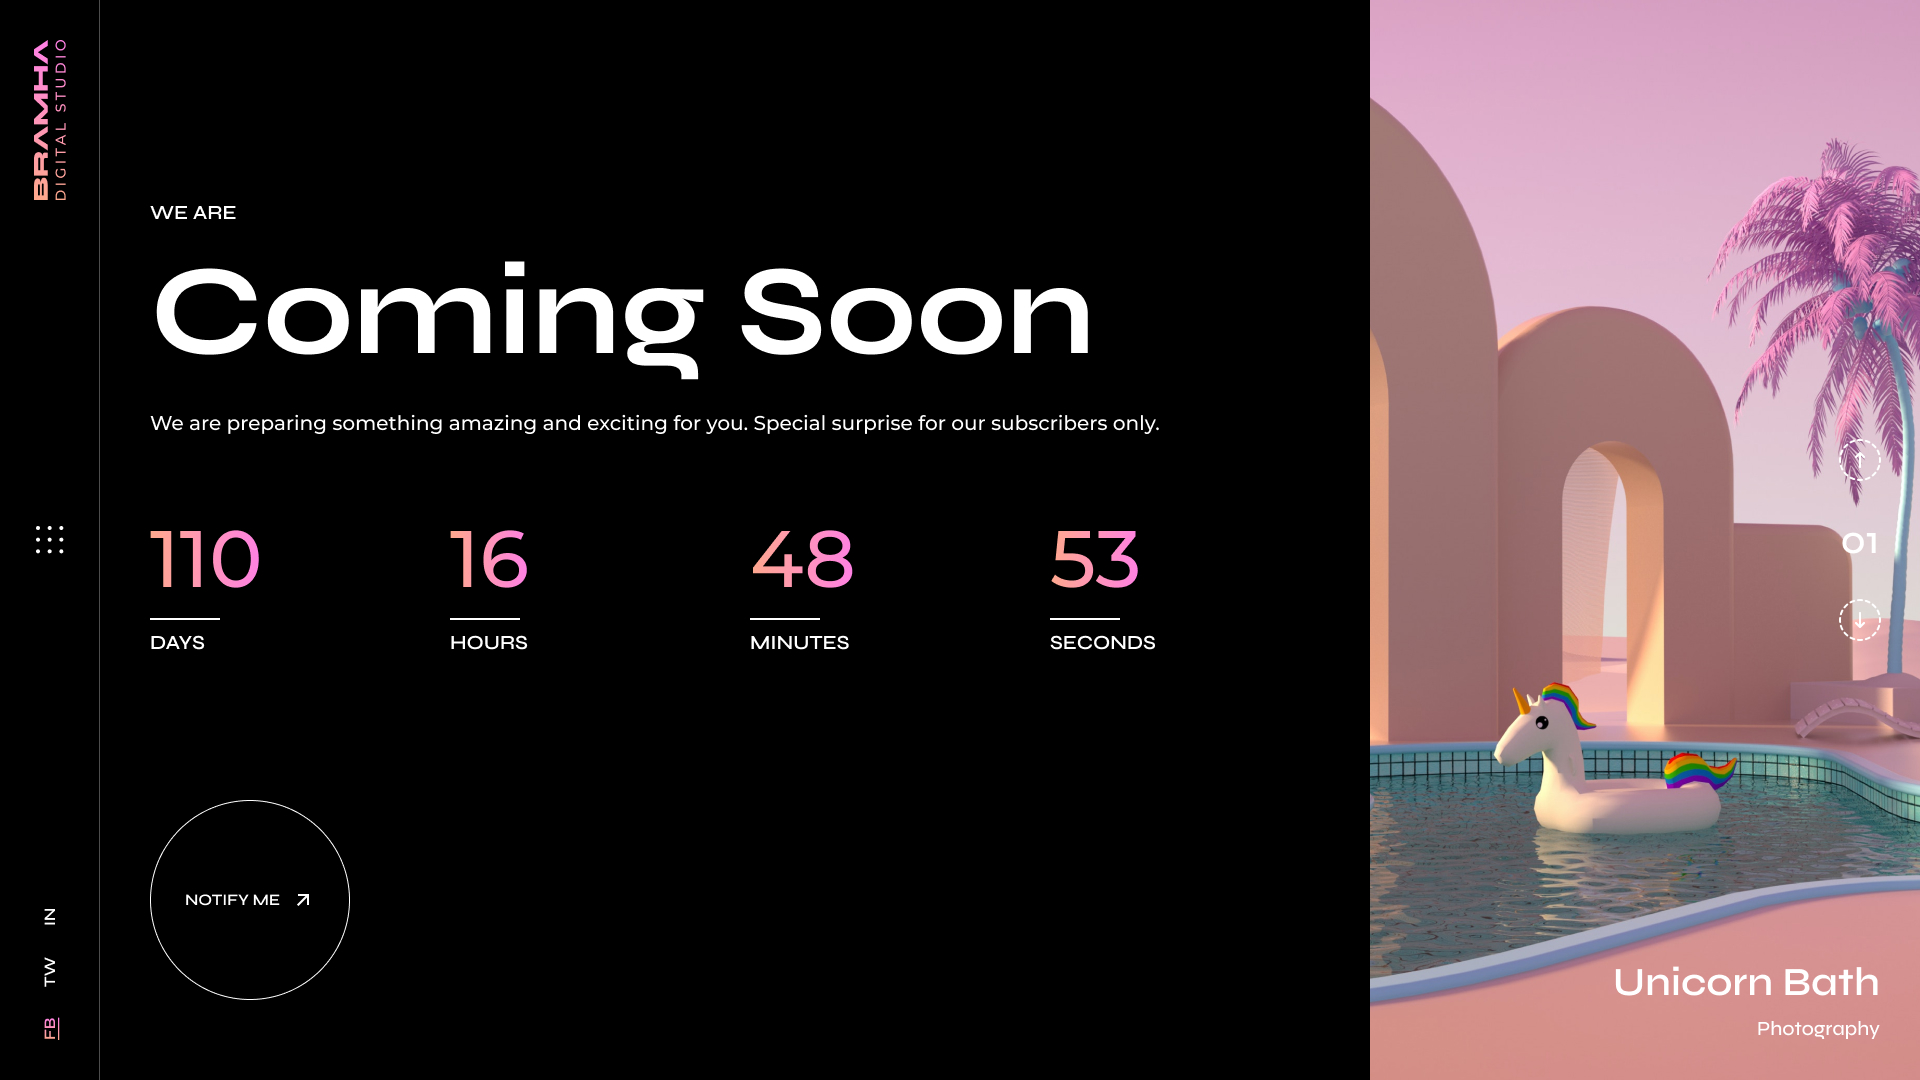 BRAMHA
DIGITAL STUDIO
WE ARE
Coming Soon
We are preparing something amazing and exciting for you. Special surprise for our subscribers only.
110
DAYS
16
HOURS
48
MINUTES
53
SECONDS
NOTIFY ME
FB
TW
IN
01
Unicorn Bath
Photography